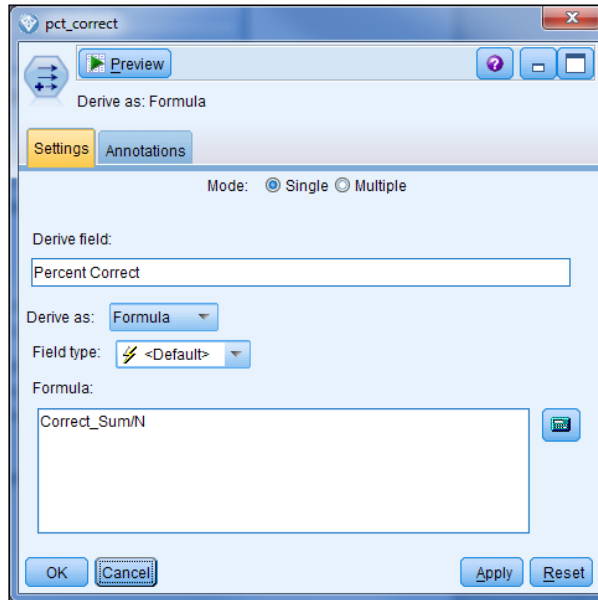 pct_correct
Preview
Derive as: Formula
Settings Annotations
Mode: Single Multiple
Derive field:
Percent Correct
Derive as: Formula
Field type: <Default>
Formula:
Correct_Sum/N
OK Cancel Apply Reset